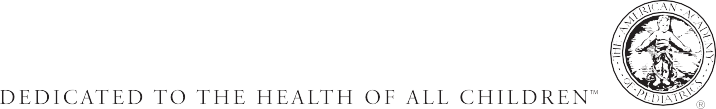 THE · AMERICAN · ACADEMY · OF · PEDIATRICS ·
®
DEDICATED TO THE HEALTH OF ALL CHILDREN™